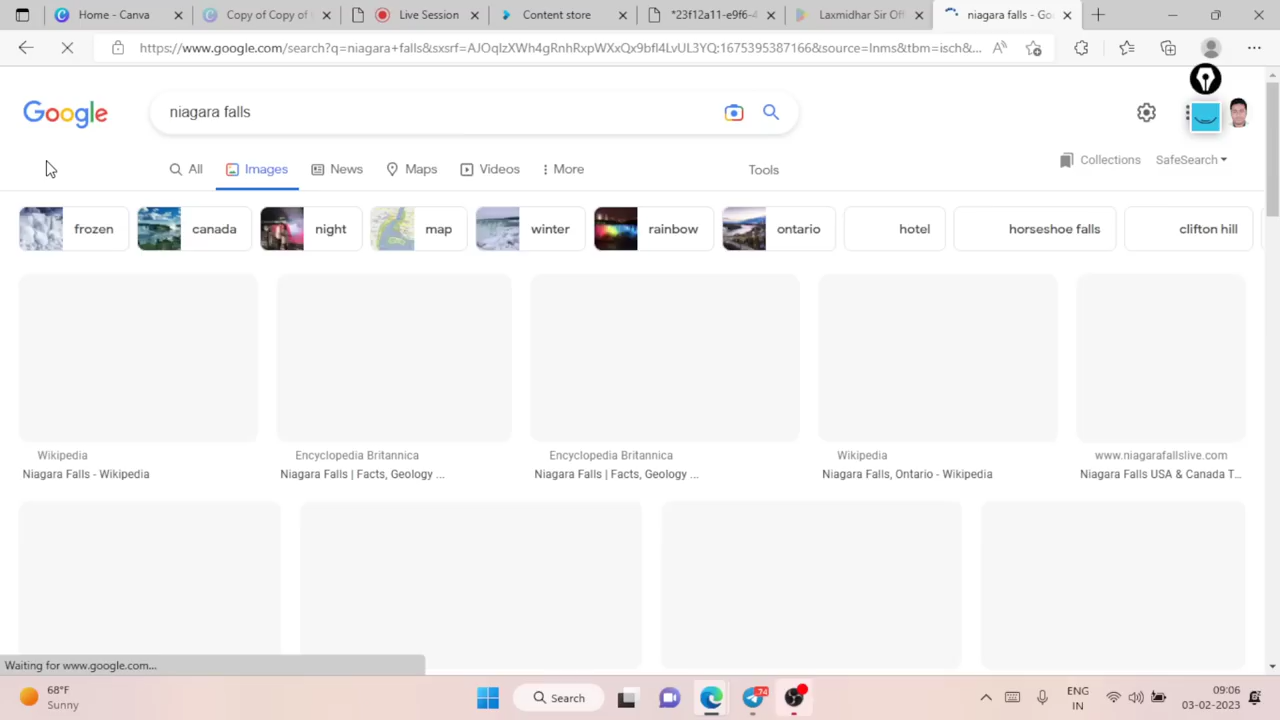 Home - Canva
Copy of Copy of
Live Session
Content store
*23f12a11-e9f6-4
Laxmidhar Sir Off
niagara falls - Goo
https://www.google.com/search?q=niagara+falls&sxsrf=AJOqlzXWh4gRnhRxpWXxQx9bfl4LvUL3YQ:1675395387166&source=lnms&tbm=isch&...
Google
niagara falls
All
Images
News
Maps
Videos
More
Tools
Collections
SafeSearch
frozen
canada
night
map
winter
rainbow
ontario
hotel
horseshoe falls
clifton hill
Wikipedia
Niagara Falls - Wikipedia
Encyclopedia Britannica
Niagara Falls | Facts, Geology ...
Encyclopedia Britannica
Niagara Falls | Facts, Geology ...
Wikipedia
Niagara Falls, Ontario - Wikipedia
www.niagarafallslive.com
Niagara Falls USA & Canada T...
Waiting for www.google.com...
68°F
Sunny
Search
74
ENG
IN
09:06
03-02-2023